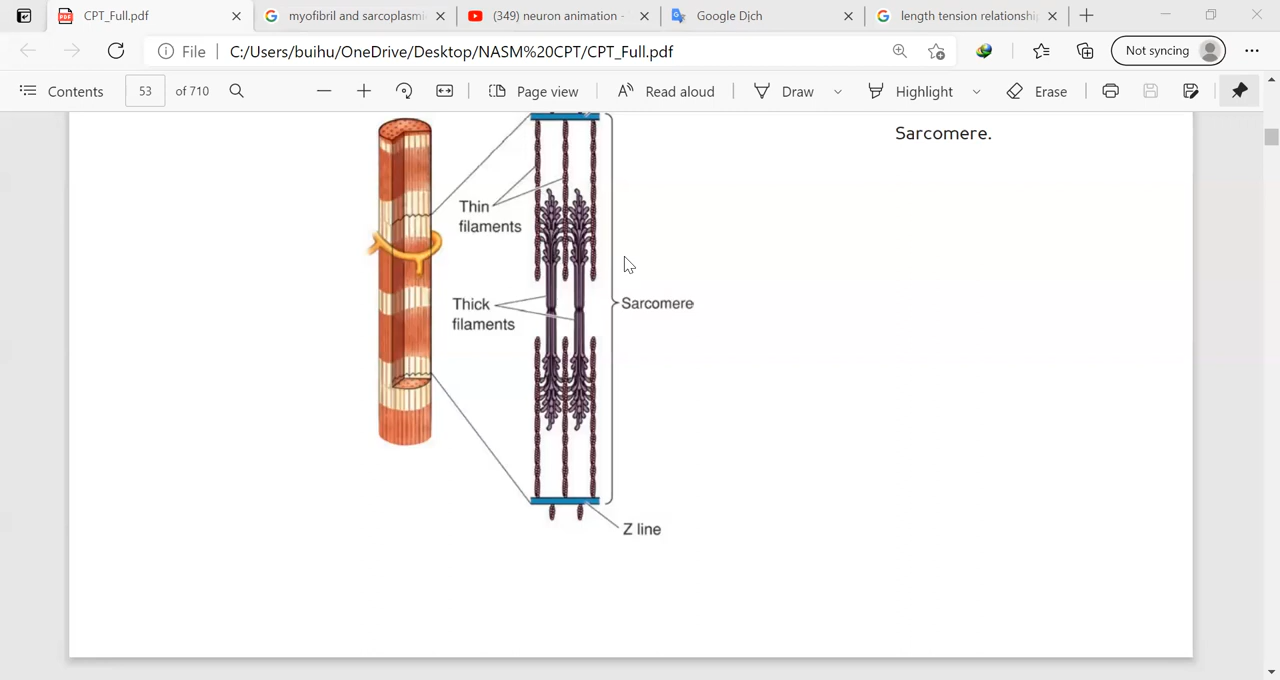 CPT_Full.pdf
myofibril and sarcoplasmi
(349) neuron animation -
Google Dịch
length tension relationshi
File
C:/Users/buihu/OneDrive/Desktop/NASM%20CPT/CPT_Full.pdf
Not syncing
Contents
53
of 710
Page view
Read aloud
Draw
Highlight
Erase
Sarcomere.
Thin
filaments
Thick
filaments
Sarcomere
Z line